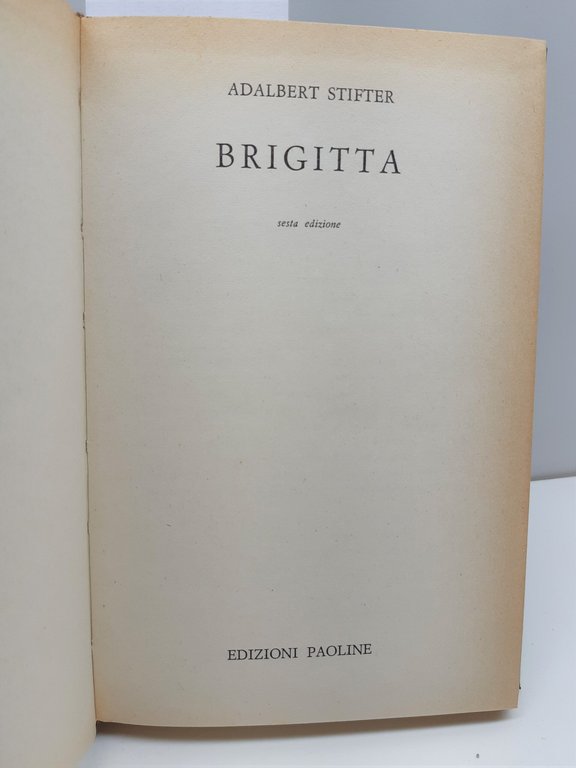 ADALBERT STIFTER
BRIGITTA
sesta edizione
EDIZIONI PAOLINE